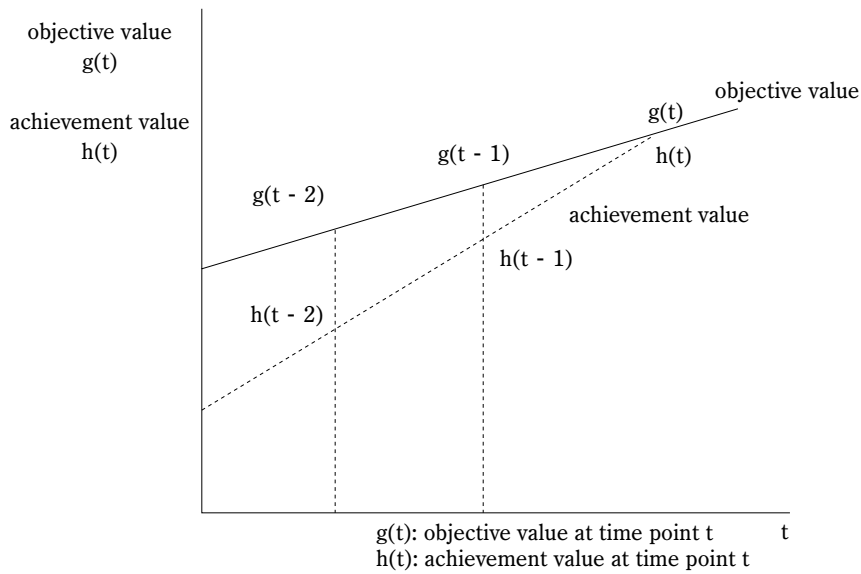 objective value
g(t)
achievement value
h(t)
objective value
g(t)
h(t)
g(t - 1)
g(t - 2)
achievement value
h(t - 1)
h(t - 2)
g(t): objective value at time point t
t
h(t): achievement value at time point t